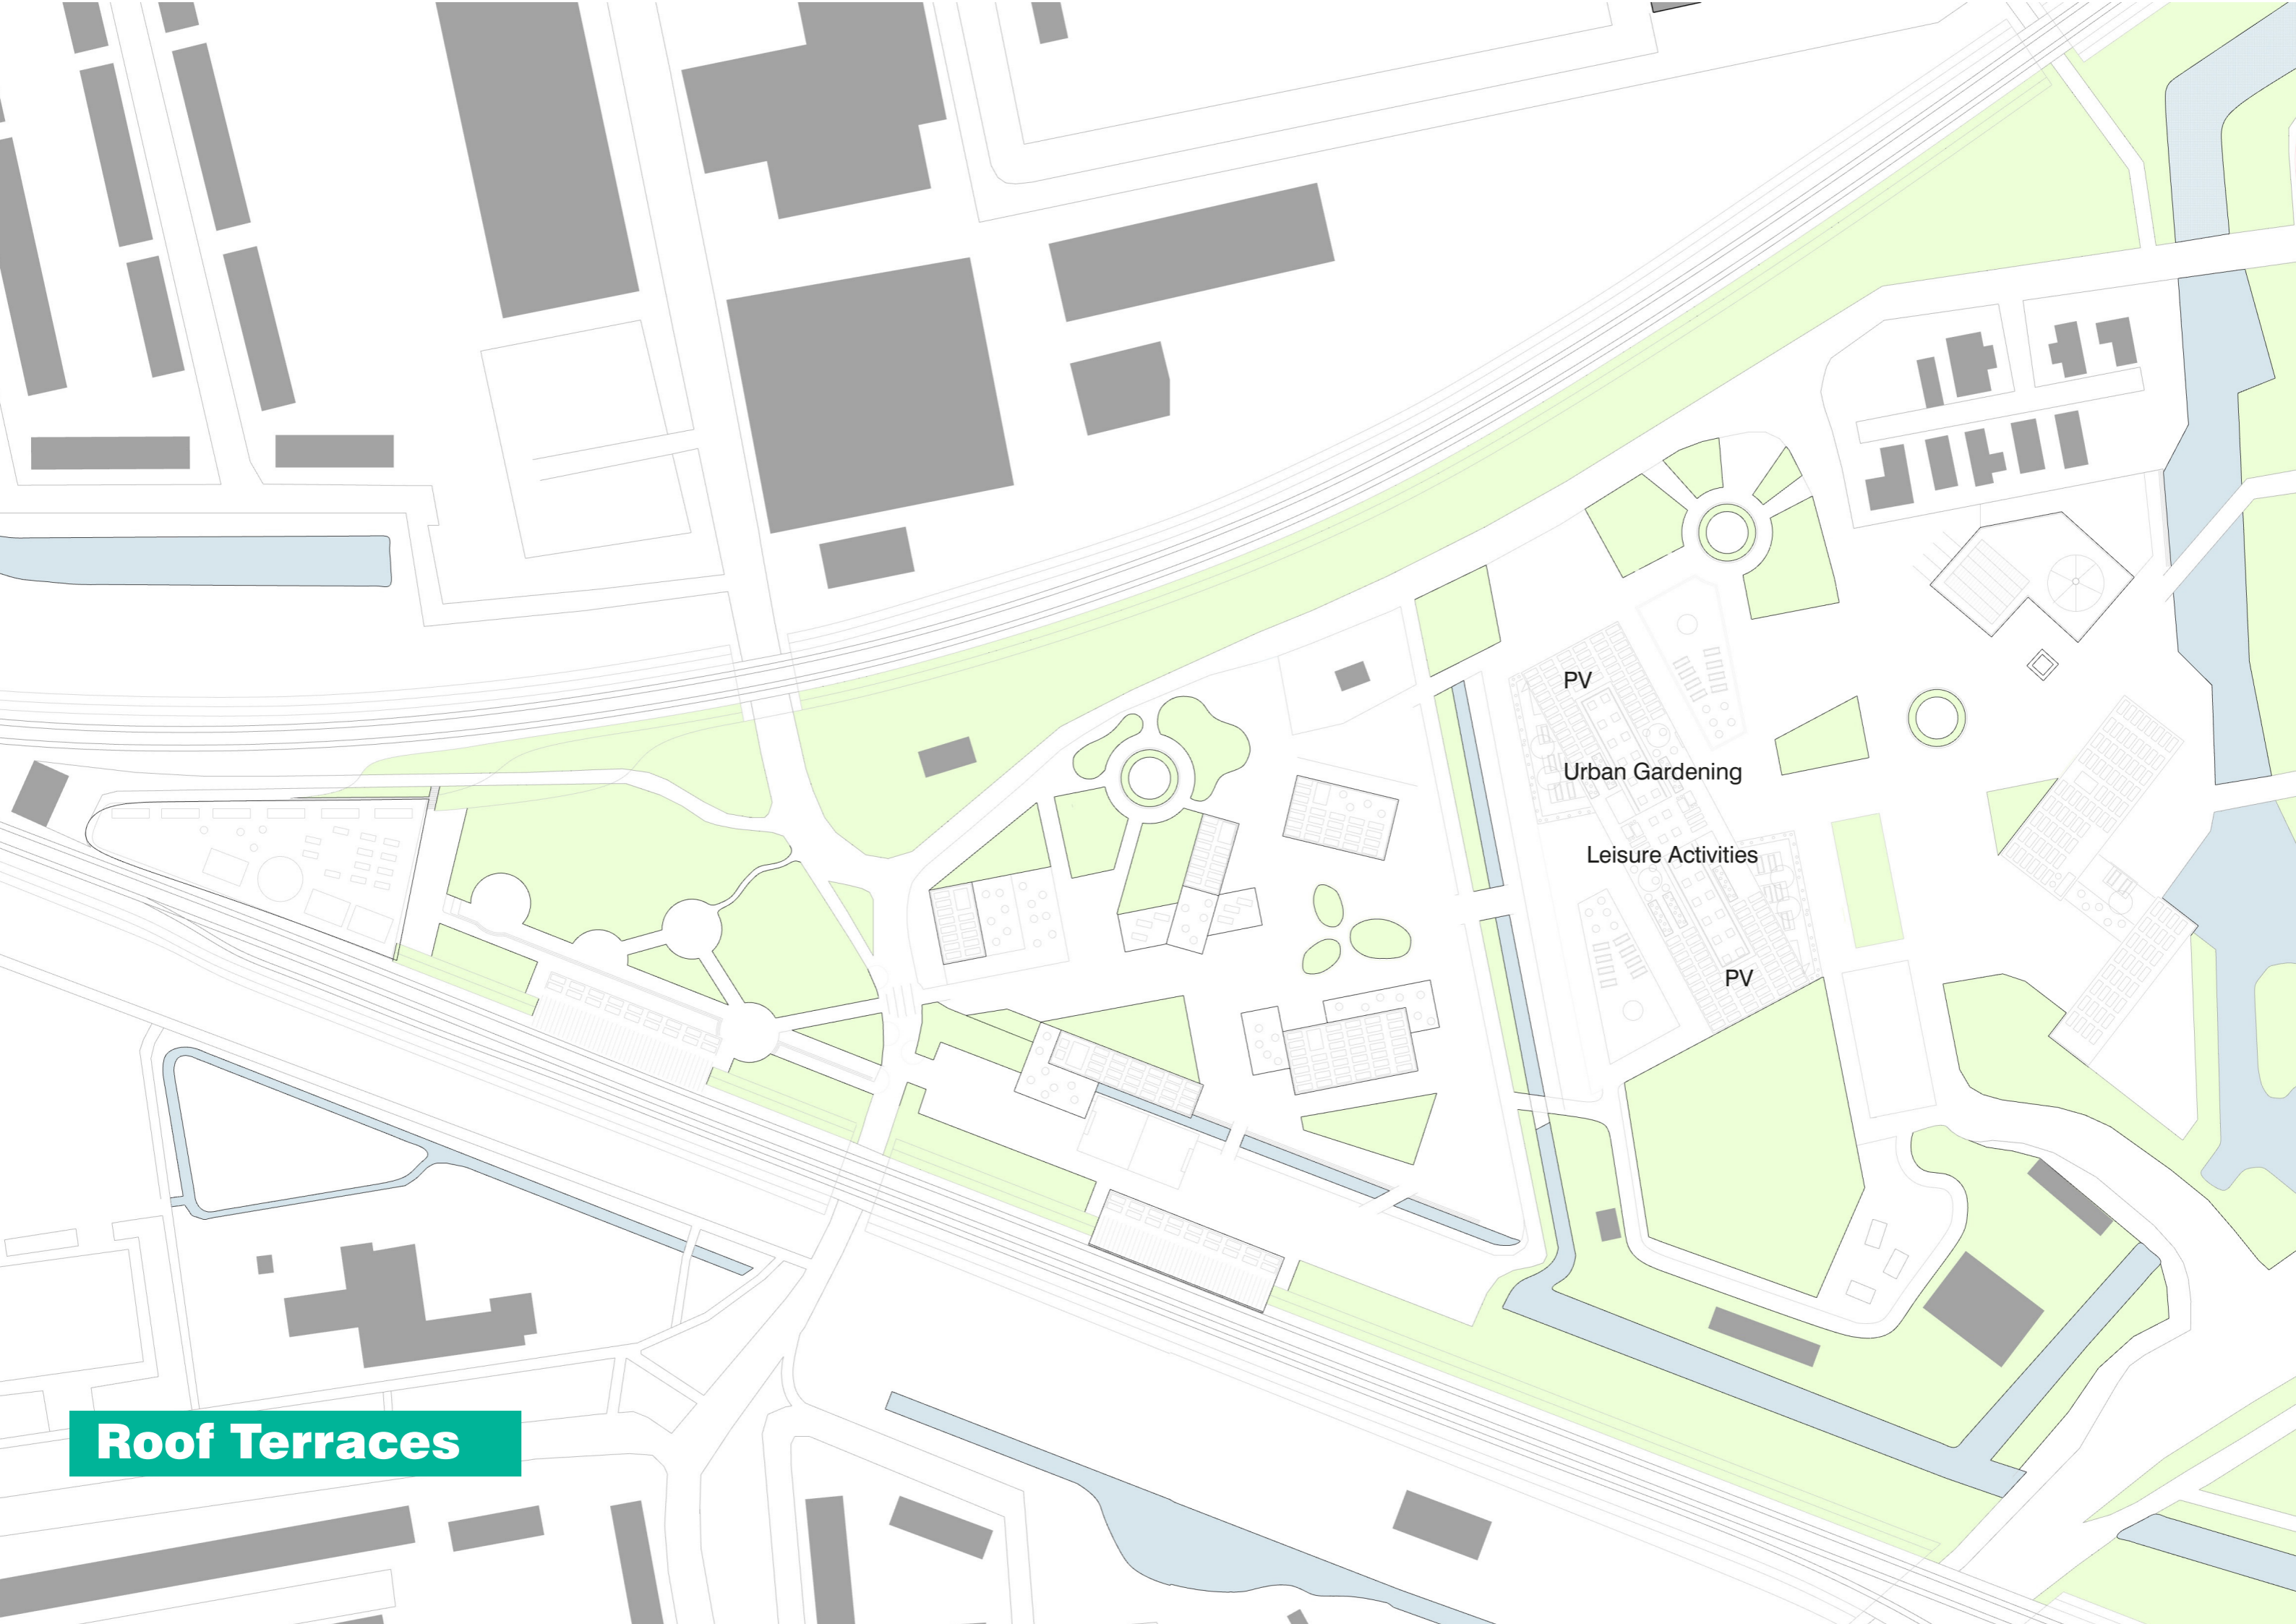 PV
Urban Gardening
Leisure Activities
PV
Roof Terraces